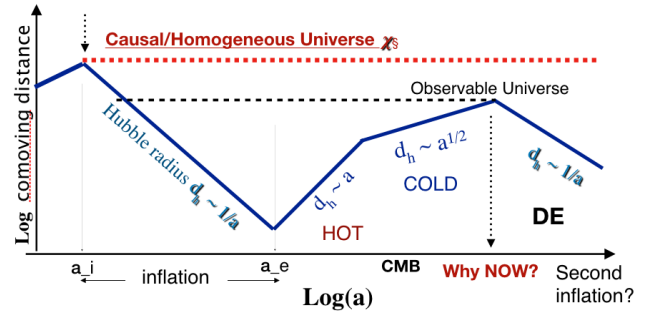 Causal/Homogeneous Universe χ§
Log comoving distance
Observable Universe
Hubble radius d_h ~ 1/a
d_h ~ a
d_h ~ a^{1/2}
d_h ~ 1/a
COLD
HOT
DE
a_i
a_e
CMB
Why NOW?
Second
inflation?
inflation
Log(a)